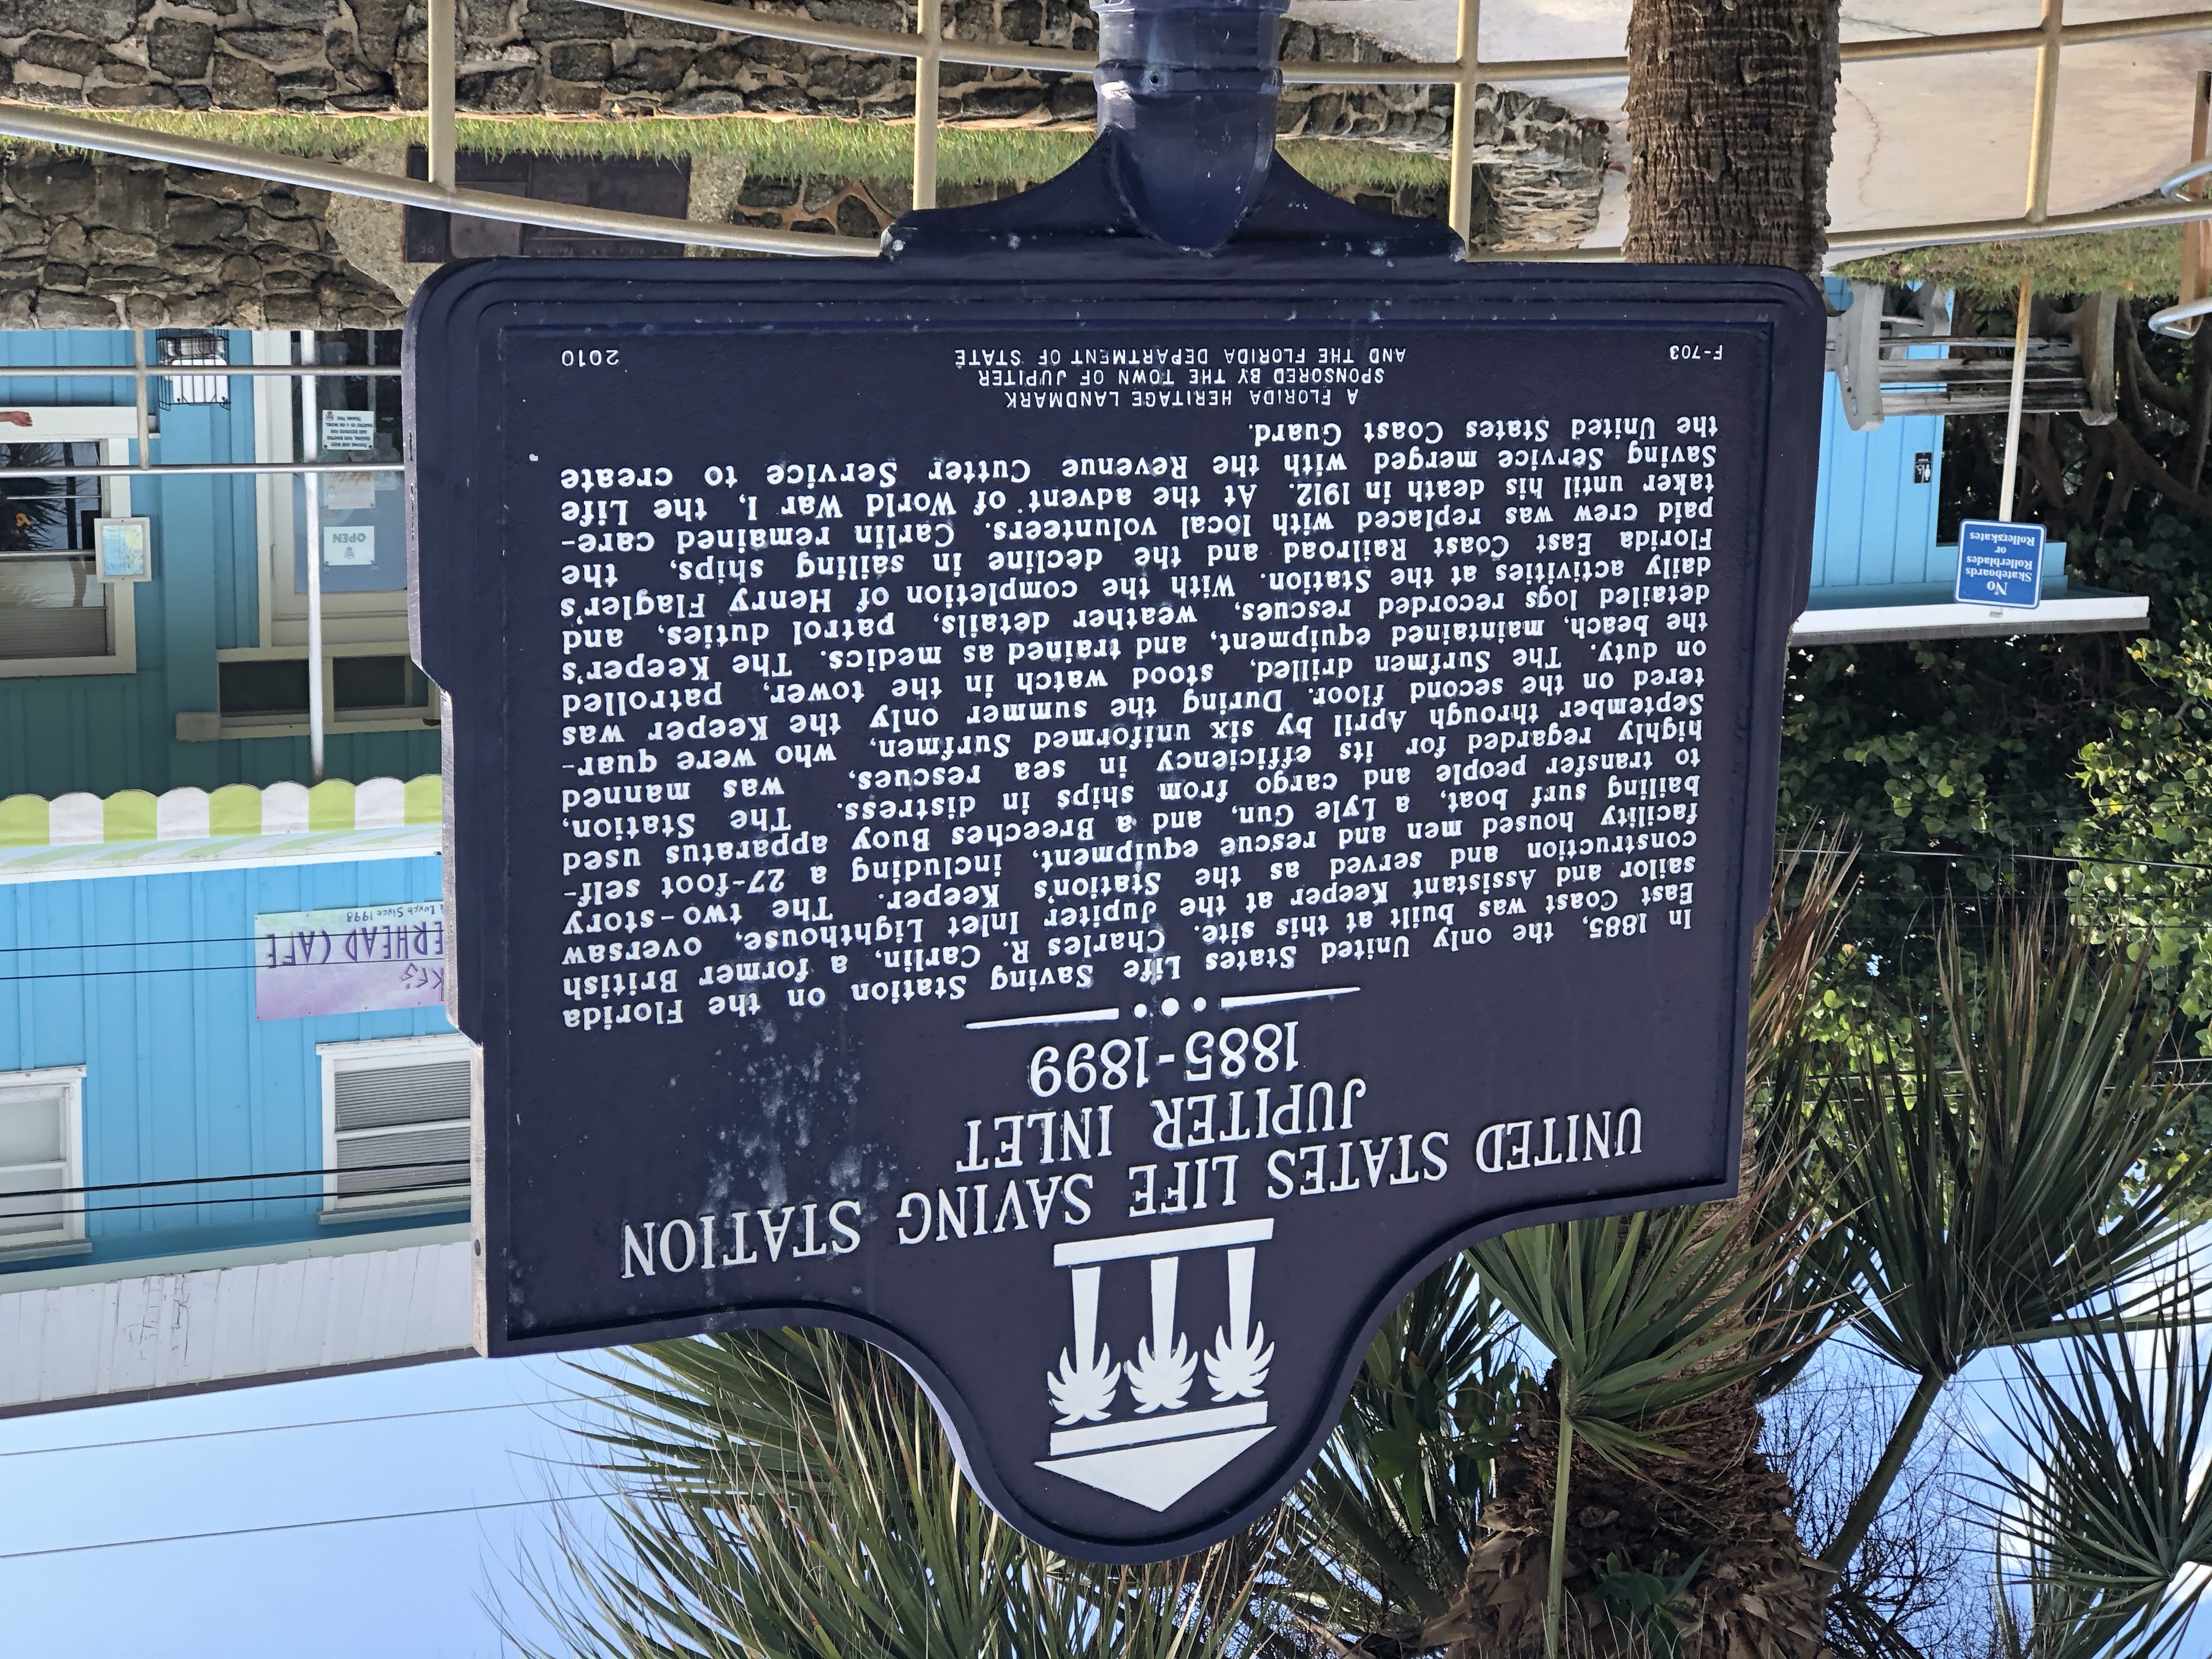 UNITED STATES LIFE SAVING STATION
JUPITER INLET
1885-1899
In 1885, the only United States Life Saving Station on the Florida
East Coast was built at this site. Charles R. Carlin, a former British
sailor and Assistant Keeper at the Jupiter Inlet Lighthouse, oversaw
construction and served as the Station's Keeper. The two-story
facility housed men and rescue equipment, including a 27-foot self-
bailing surf boat, a Lyle Gun, and a Breeches Buoy apparatus used
to transfer people and cargo from ships in distress. The Station,
highly regarded for its efficiency in sea rescues, was manned
September through April by six uniformed Surfmen, who were quar-
tered on the second floor. During the summer only the Keeper was
on duty. The Surfmen drilled, stood watch in the tower, patrolled
the beach, maintained equipment, and trained as medics. The Keeper's
detailed logs recorded rescues, weather details, patrol duties, and
daily activities at the Station. With the completion of Henry Flagler's
Florida East Coast Railroad and the decline in sailing ships, the
paid crew was replaced with local volunteers. Carlin remained care-
taker until his death in 1912. At the advent of World War I, the Life
Saving Service merged with the Revenue Cutter Service to create
the United States Coast Guard.
A FLORIDA HERITAGE LANDMARK
SPONSORED BY THE TOWN OF JUPITER
AND THE FLORIDA DEPARTMENT OF STATE
F-703
2010
No
Skateboards
Rollerblades
or
Rollerskates
ERHEAD CAFE
Lunch Since 1998
OPEN